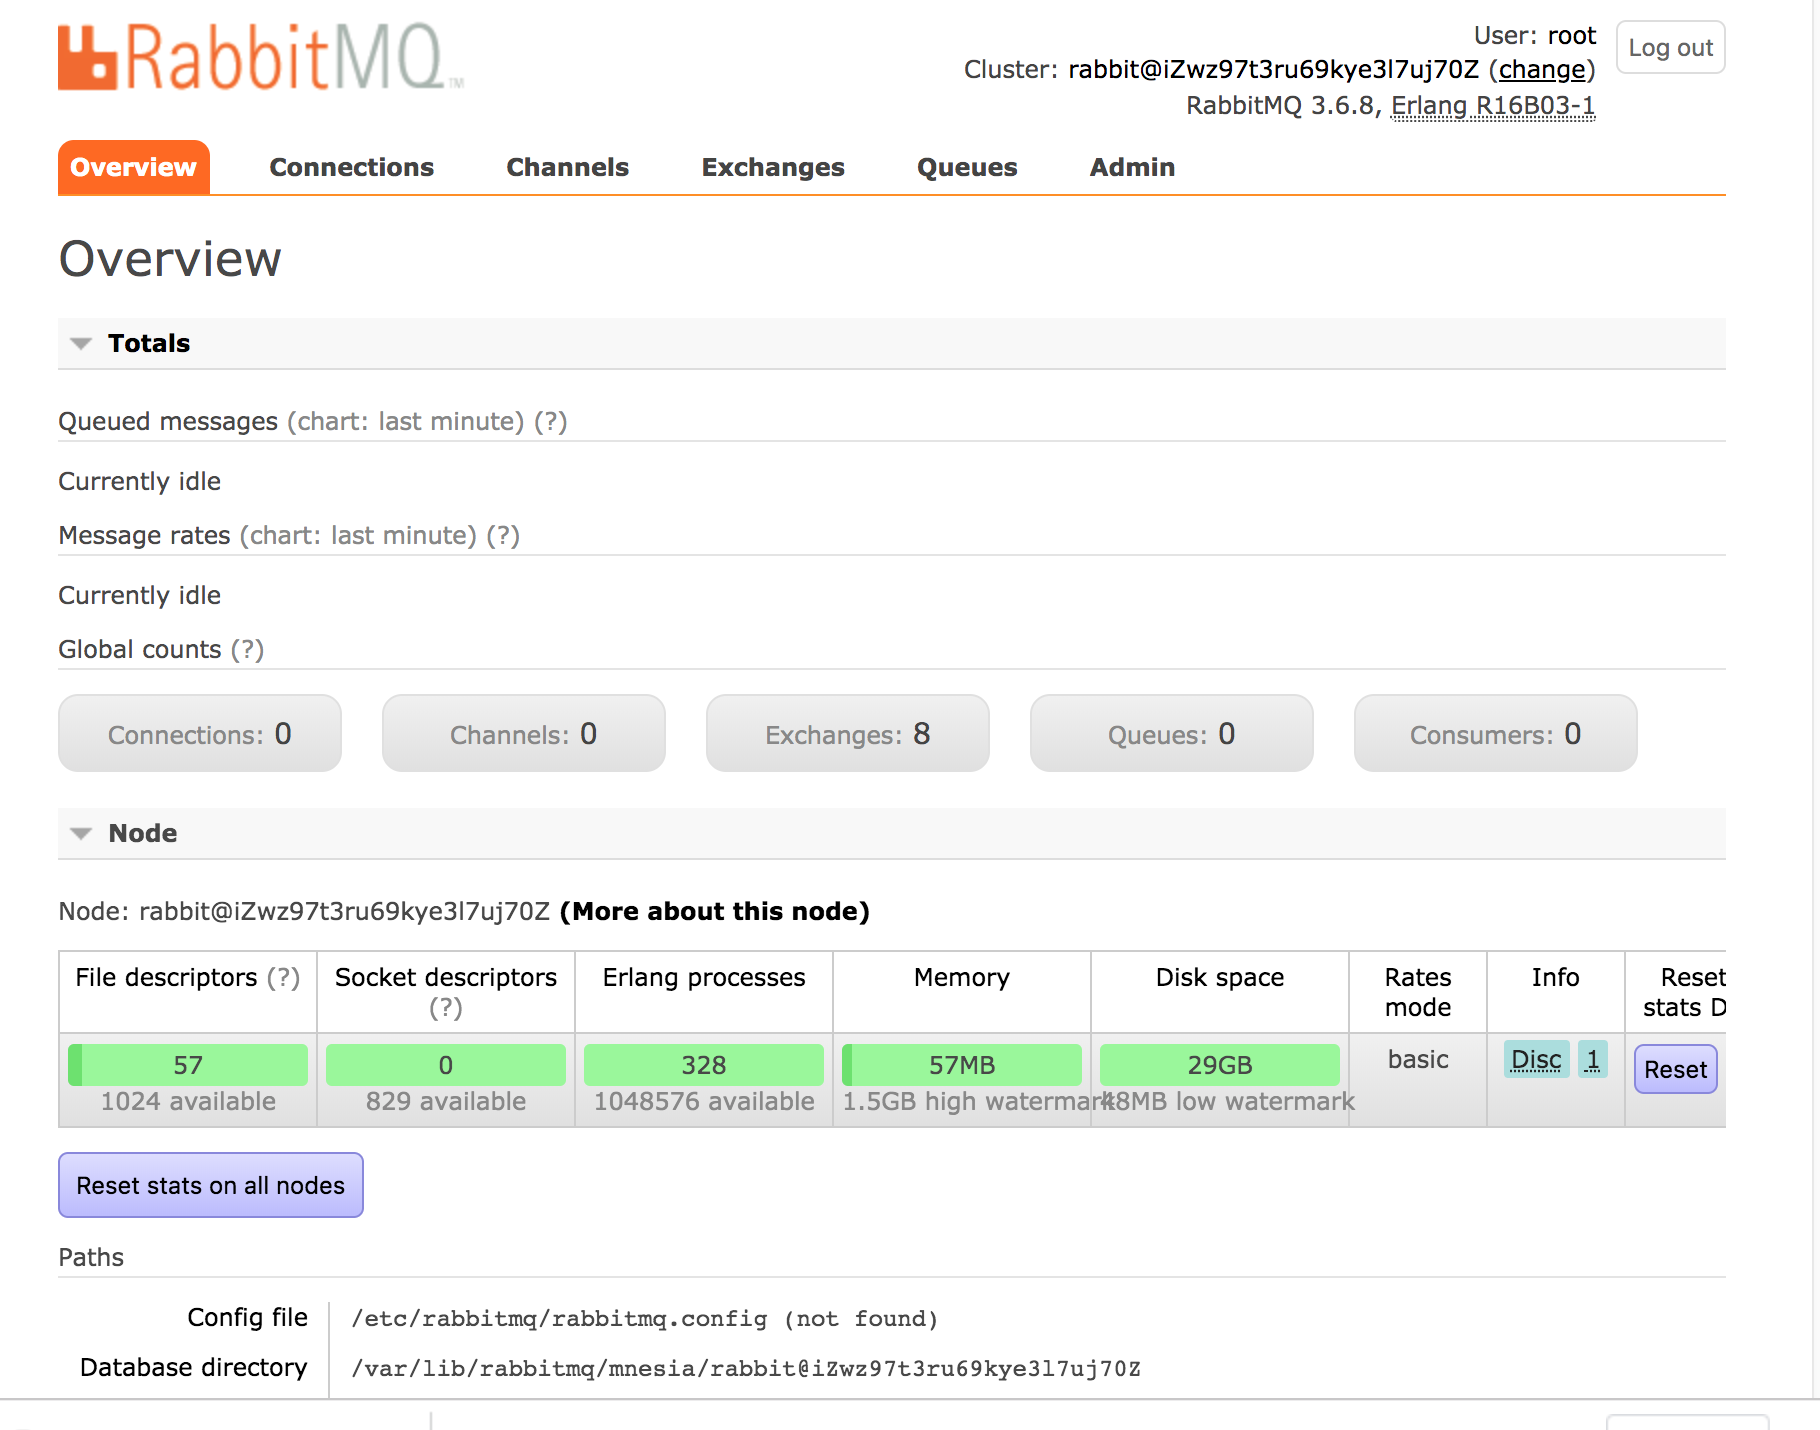 RabbitMQ™
User: root
Log out
Cluster: rabbit@iZwz97t3ru69kye3l7uj70Z (change)
RabbitMQ 3.6.8, Erlang R16B03-1
Overview Connections Channels Exchanges Queues Admin
Overview
Totals
Queued messages (chart: last minute) (?)
Currently idle
Message rates (chart: last minute) (?)
Currently idle
Global counts (?)
Connections: 0 Channels: 0 Exchanges: 8 Queues: 0 Consumers: 0
Node
Node: rabbit@iZwz97t3ru69kye3l7uj70Z (More about this node)
File descriptors (?) Socket descriptors (?) Erlang processes Memory Disk space Rates mode Info Reset stats D
57 0 328 57MB 29GB basic Disc 1 Reset
1024 available 829 available 1048576 available 1.5GB high watermark 48MB low watermark
Reset stats on all nodes
Paths
Config file /etc/rabbitmq/rabbitmq.config (not found)
Database directory /var/lib/rabbitmq/mnesia/rabbit@iZwz97t3ru69kye3l7uj70Z